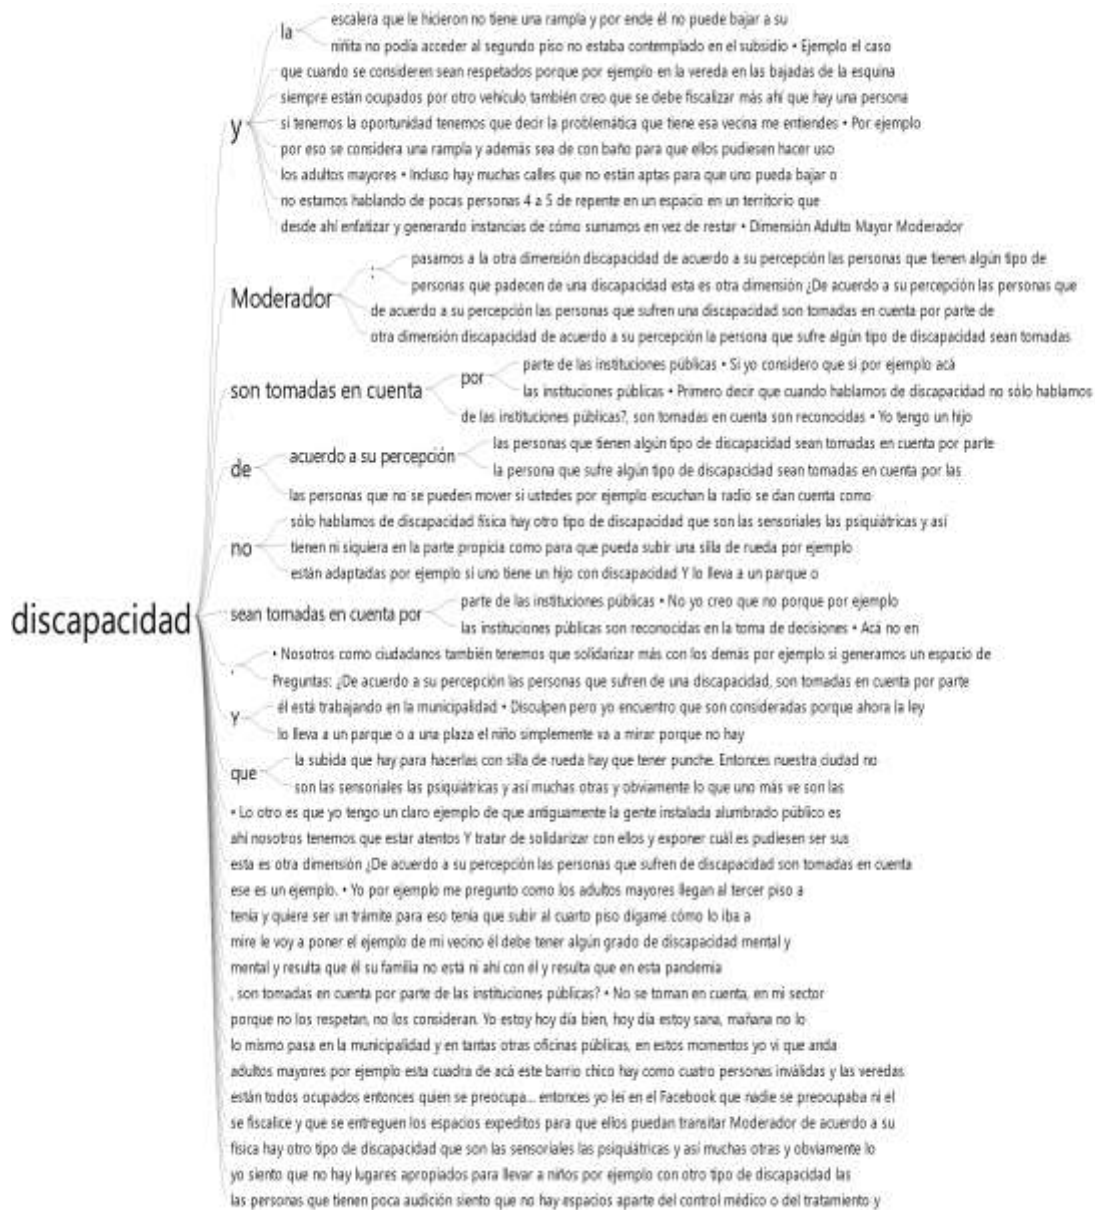 la
escalera que le hicieron no tiene una rampla y por ende él no puede bajar a su
niñita no podía acceder al segundo piso no estaba contemplado en el subsidio • Ejemplo el caso
y
que cuando se consideren sean respetados porque por ejemplo en la vereda en las bajadas de la esquina
siempre están ocupados por otro vehículo también creo que se debe fiscalizar más ahí que hay una persona
si tenemos la oportunidad tenemos que decir la problemática que tiene esa vecina me entiendes • Por ejemplo
por eso se considera una rampla y además sea de con baño para que ellos pudiesen hacer uso
los adultos mayores • Incluso hay muchas calles que no están aptas para que uno pueda bajar o
no estamos hablando de pocas personas 4 a 5 de repente en un espacio en un territorio que
desde ahí enfatizar y generando instancias de cómo sumamos en vez de restar • Dimensión Adulto Mayor Moderador
Moderador
:
pasamos a la otra dimensión discapacidad de acuerdo a su percepción las personas que tienen algún tipo de
personas que padecen de una discapacidad esta es otra dimensión ¿De acuerdo a su percepción las personas que
de acuerdo a su percepción las personas que sufren una discapacidad son tomadas en cuenta por parte de
otra dimensión discapacidad de acuerdo a su percepción la persona que sufre algún tipo de discapacidad sean tomadas
son tomadas en cuenta
por
parte de las instituciones públicas • Si yo considero que si por ejemplo acá
las instituciones públicas • Primero decir que cuando hablamos de discapacidad no sólo hablamos
de las instituciones públicas?, son tomadas en cuenta son reconocidas • Yo tengo un hijo
de
acuerdo a su percepción
las personas que tienen algún tipo de discapacidad sean tomadas en cuenta por parte
la persona que sufre algún tipo de discapacidad sean tomadas en cuenta por las
las personas que no se pueden mover si ustedes por ejemplo escuchan la radio se dan cuenta como
no
sólo hablamos de discapacidad física hay otro tipo de discapacidad que son las sensoriales las psiquiátricas y así
tienen ni siquiera en la parte propicia como para que pueda subir una silla de rueda por ejemplo
están adaptadas por ejemplo si uno tiene un hijo con discapacidad Y lo lleva a un parque o
discapacidad
sean tomadas en cuenta por
parte de las instituciones públicas • No yo creo que no porque por ejemplo
las instituciones públicas son reconocidas en la toma de decisiones • Acá no en
.
• Nosotros como ciudadanos también tenemos que solidarizar más con los demás por ejemplo si generamos un espacio de
Preguntas: ¿De acuerdo a su percepción las personas que sufren de una discapacidad, son tomadas en cuenta por parte
Y
él está trabajando en la municipalidad • Disculpen pero yo encuentro que son consideradas porque ahora la ley
lo lleva a un parque o a una plaza el niño simplemente va a mirar porque no hay
que
la subida que hay para hacerlas con silla de rueda hay que tener punche. Entonces nuestra ciudad no
son las sensoriales las psiquiátricas y así muchas otras y obviamente lo que uno más ve son las
• Lo otro es que yo tengo un claro ejemplo de que antiguamente la gente instalada alumbrado público es
ahí nosotros tenemos que estar atentos Y tratar de solidarizar con ellos y exponer cuál es pudiesen ser sus
esta es otra dimensión ¿De acuerdo a su percepción las personas que sufren de discapacidad son tomadas en cuenta
ese es un ejemplo. • Yo por ejemplo me pregunto como los adultos mayores llegan al tercer piso a
tenía y quiere ser un trámite para eso tenía que subir al cuarto piso dígame cómo lo iba a
mire le voy a poner el ejemplo de mi vecino él debe tener algún grado de discapacidad mental y
mental y resulta que él su familia no está ni ahí con él y resulta que en esta pandemia
, son tomadas en cuenta por parte de las instituciones públicas? • No se toman en cuenta, en mi sector
porque no los respetan, no los consideran. Yo estoy hoy día bien, hoy día estoy sana, mañana no lo
lo mismo pasa en la municipalidad y en tantas otras oficinas públicas, en estos momentos yo vi que anda
adultos mayores por ejemplo esta cuadra de acá este barrio chico hay como cuatro personas inválidas y las veredas
están todos ocupados entonces quien se preocupa... entonces yo leí en el Facebook que nadie se preocupaba ni el
se fiscalice y que se entreguen los espacios expeditos para que ellos puedan transitar Moderador de acuerdo a su
física hay otro tipo de discapacidad que son las sensoriales las psiquiátricas y así muchas otras y obviamente lo
yo siento que no hay lugares apropiados para llevar a niños por ejemplo con otro tipo de discapacidad las
las personas que tienen poca audición siento que no hay espacios aparte del control médico o del tratamiento y